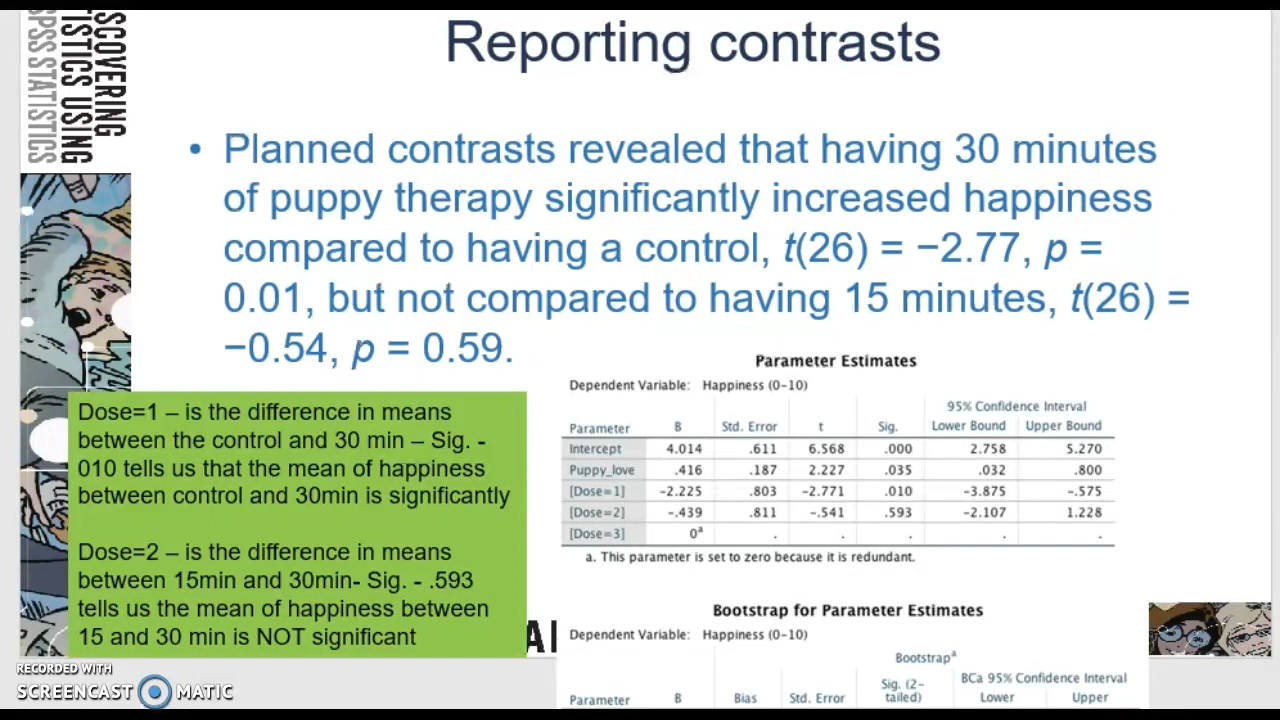 SCOVERING
ISTICS USING
SPSS STATISTICS
Reporting contrasts
• Planned contrasts revealed that having 30 minutes
of puppy therapy significantly increased happiness
compared to having a control, t(26) = −2.77, p =
0.01, but not compared to having 15 minutes, t(26) =
−0.54, p = 0.59.
Dose=1 – is the difference in means
between the control and 30 min – Sig. -
010 tells us that the mean of happiness
between control and 30min is significantly
Dose=2 – is the difference in means
between 15min and 30min- Sig. - .593
tells us the mean of happiness between
15 and 30 min is NOT significant
Parameter Estimates
Dependent Variable: Happiness (0–10)
95% Confidence Interval
Parameter B Std. Error t Sig. Lower Bound Upper Bound
Intercept 4.014 .611 6.568 .000 2.758 5.270
Puppy_love .416 .187 2.227 .035 .032 .800
[Dose=1] -2.225 .803 -2.771 .010 -3.875 -.575
[Dose=2] -.439 .811 -.541 .593 -2.107 1.228
[Dose=3] 0a . . . . .
a. This parameter is set to zero because it is redundant.
Bootstrap for Parameter Estimates
Dependent Variable: Happiness (0–10)
Bootstrapa
Sig. (2-
tailed)
BCa 95% Confidence Interval
Parameter B Bias Std. Error Lower Upper
RECORDED WITH
SCREENCAST MATIC